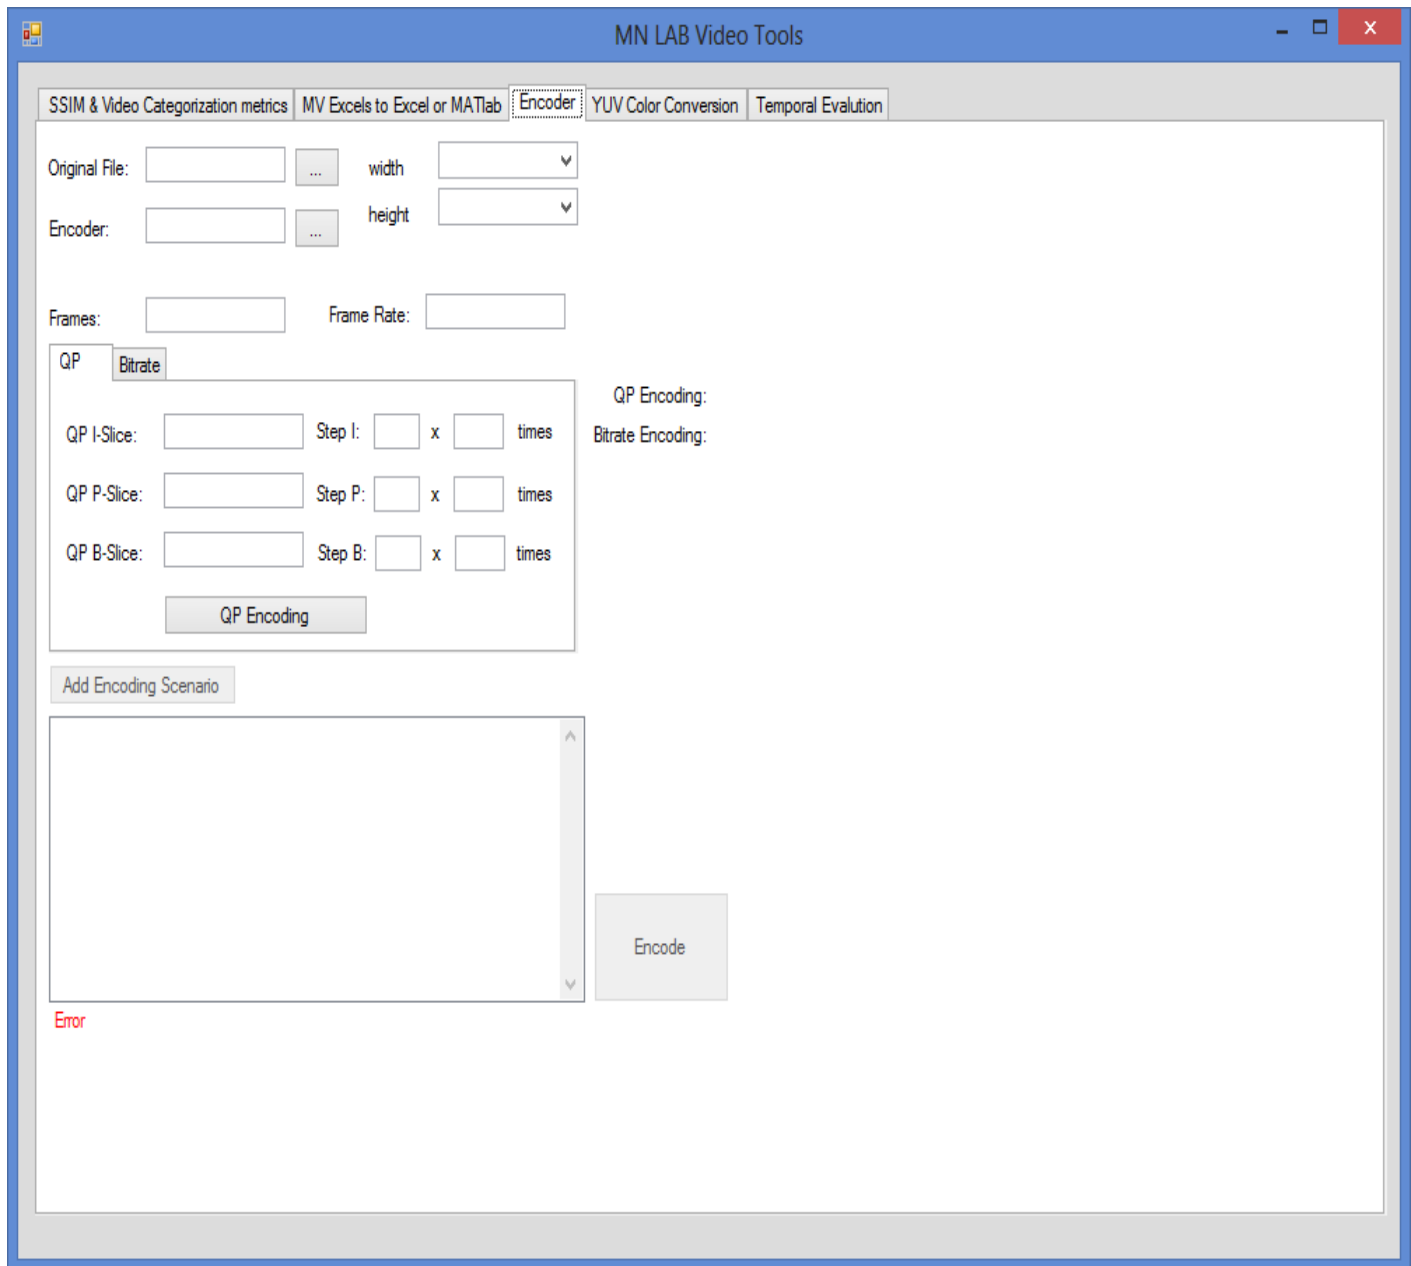 MN LAB Video Tools
SSIM & Video Categorization metrics MV Excels to Excel or MATlab Encoder YUV Color Conversion Temporal Evalution
Original File: ... width
height
Encoder: ...
Frames: Frame Rate:
QP Bitrate
QP I-Slice: Step I: x times
QP P-Slice: Step P: x times
QP B-Slice: Step B: x times
QP Encoding
QP Encoding:
Bitrate Encoding:
Add Encoding Scenario
Encode
Error